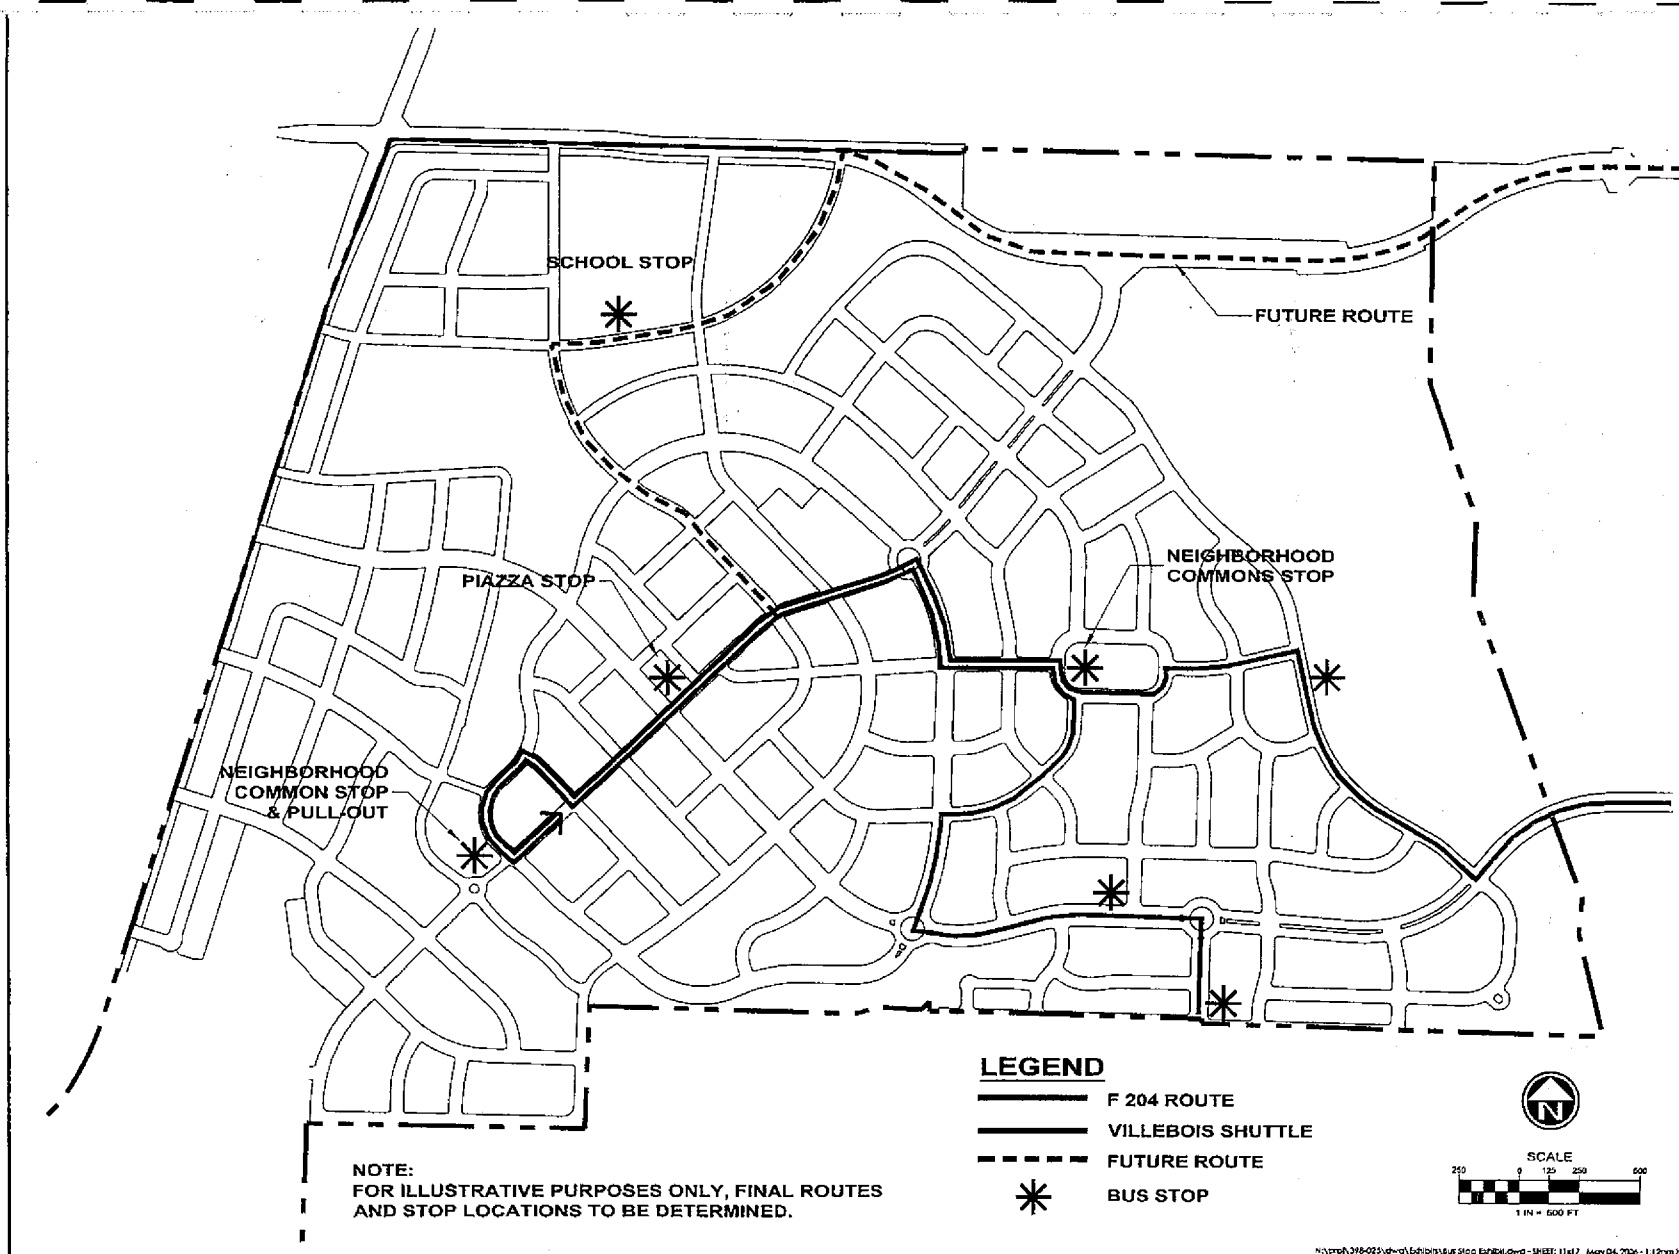 SCHOOL STOP
FUTURE ROUTE
NEIGHBORHOOD
COMMONS STOP
PIAZZA STOP
NEIGHBORHOOD
COMMON STOP
& PULL-OUT
LEGEND
F 204 ROUTE
VILLEBOIS SHUTTLE
FUTURE ROUTE
BUS STOP
NOTE:
FOR ILLUSTRATIVE PURPOSES ONLY, FINAL ROUTES
AND STOP LOCATIONS TO BE DETERMINED.
N
SCALE
250 0 125 250 500
1 IN = 500 FT